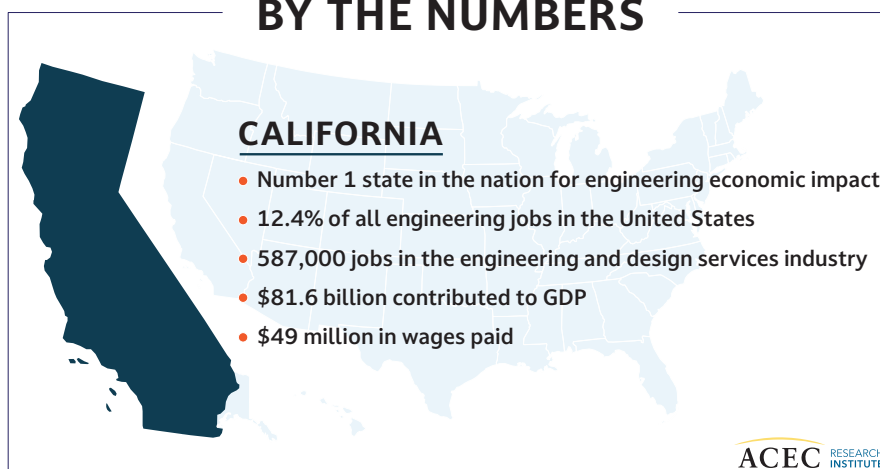 BY THE NUMBERS
CALIFORNIA
• Number 1 state in the nation for engineering economic impact
• 12.4% of all engineering jobs in the United States
• 587,000 jobs in the engineering and design services industry
• $81.6 billion contributed to GDP
• $49 million in wages paid
ACEC RESEARCH
INSTITUTE